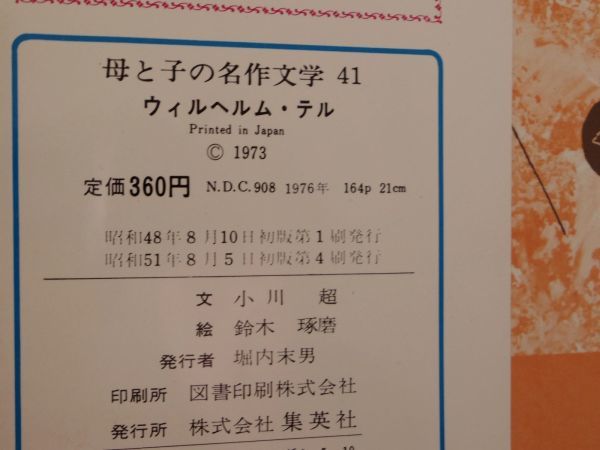 母と子の名作文学 41
ウィルヘルム・テル
Printed in Japan
© 1973
定価360円 N.D.C.908 1976年 164p 21cm
昭和48年8月10日初版第1刷発行
昭和51年8月5日初版第4刷発行
文 小川 超
絵 鈴木 琢磨
発行者 堀内末男
印刷所 図書印刷株式会社
発行所 株式会社 集英社